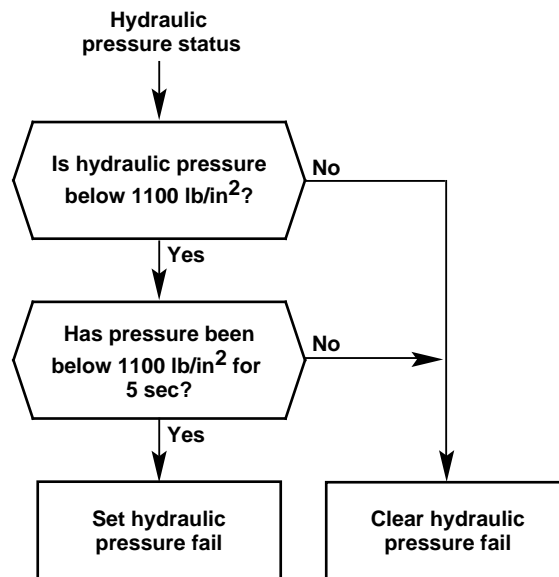 Hydraulic
pressure status
Is hydraulic pressure
below 1100 lb/in²?
No
Yes
Has pressure been
below 1100 lb/in² for
5 sec?
No
Yes
Set hydraulic
pressure fail
Clear hydraulic
pressure fail